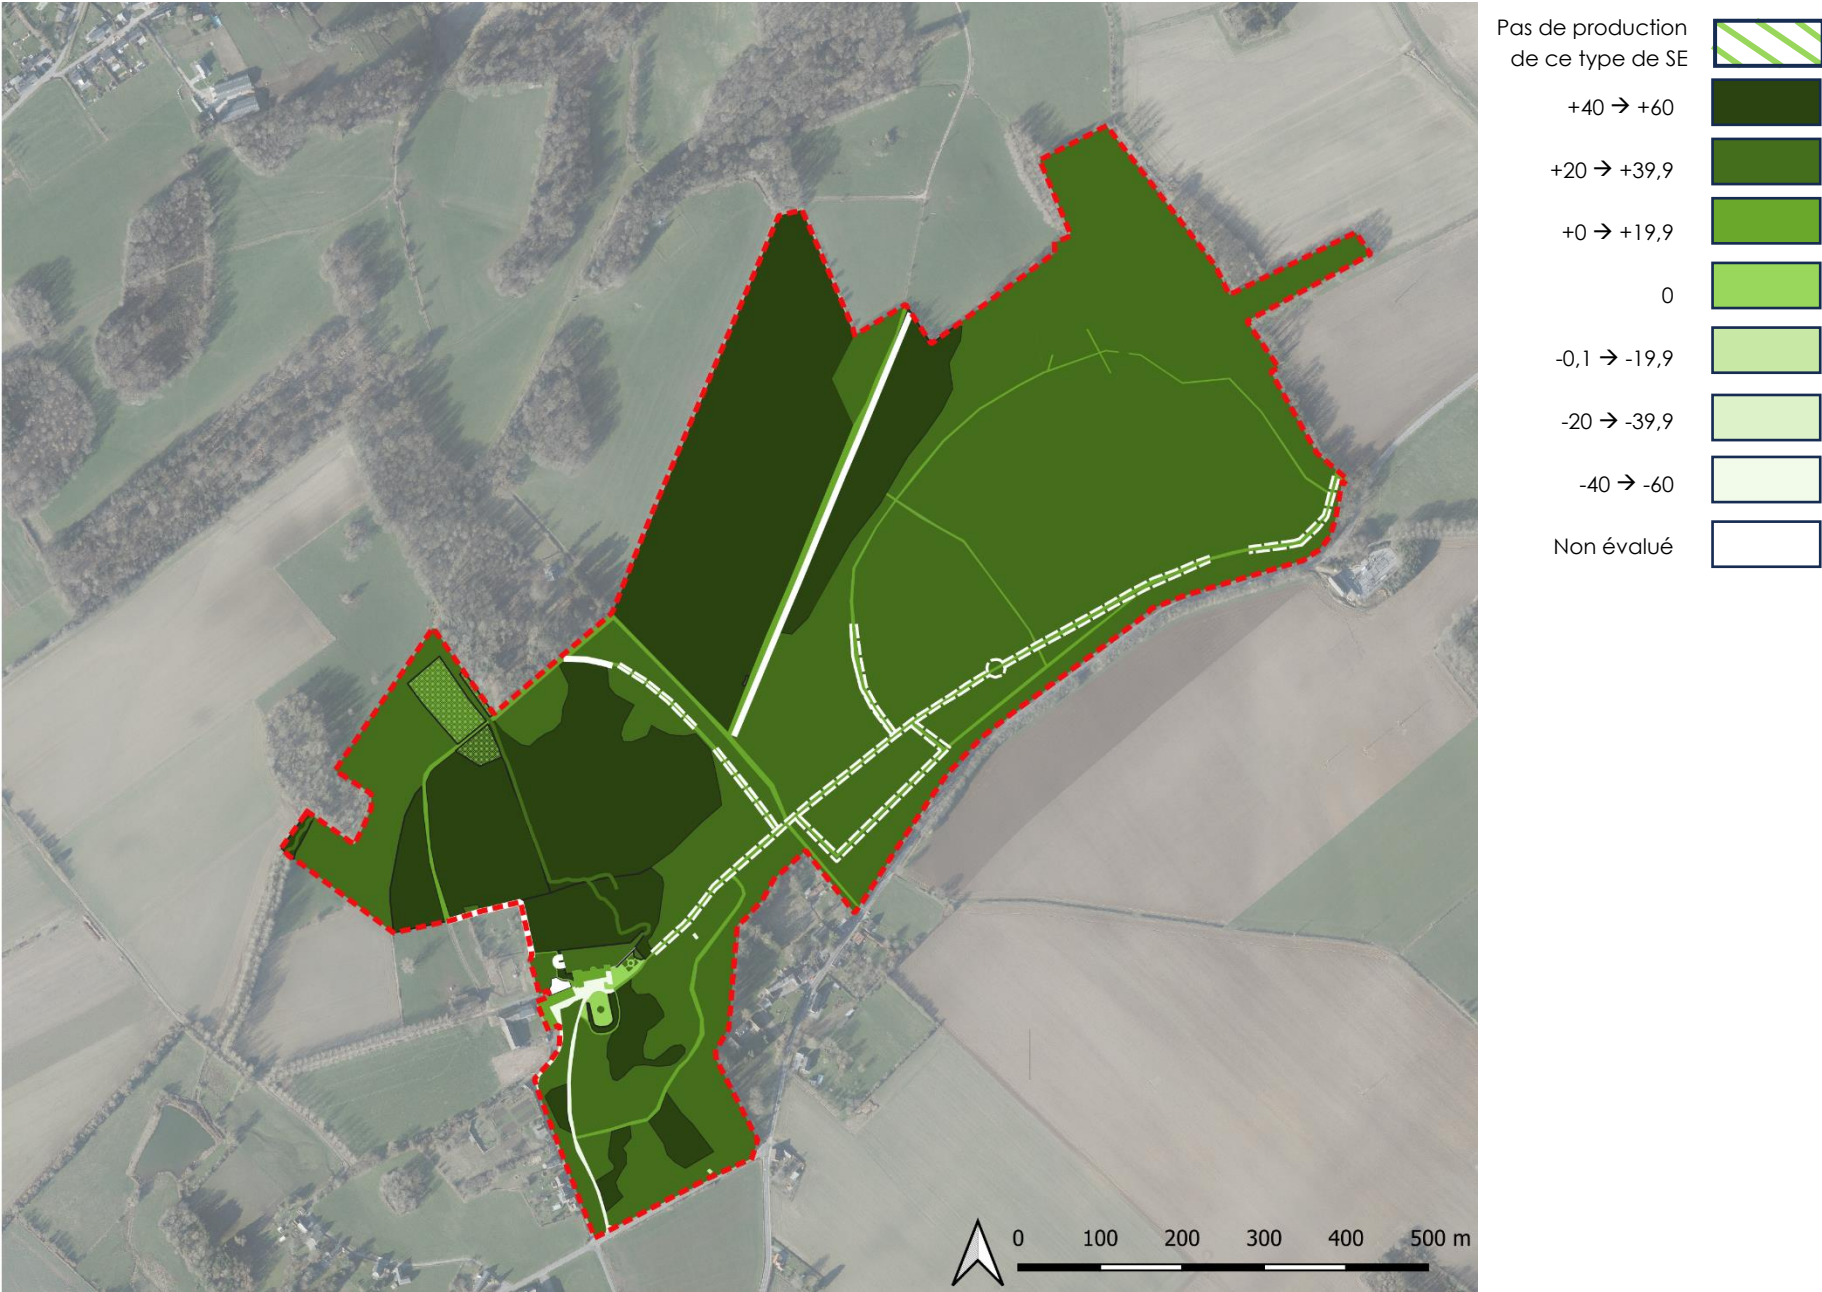 Pas de production
de ce type de SE
+40 → +60
+20 → +39,9
+0 → +19,9
0
-0,1 → -19,9
-20 → -39,9
-40 → -60
Non évalué
0 100 200 300 400 500 m